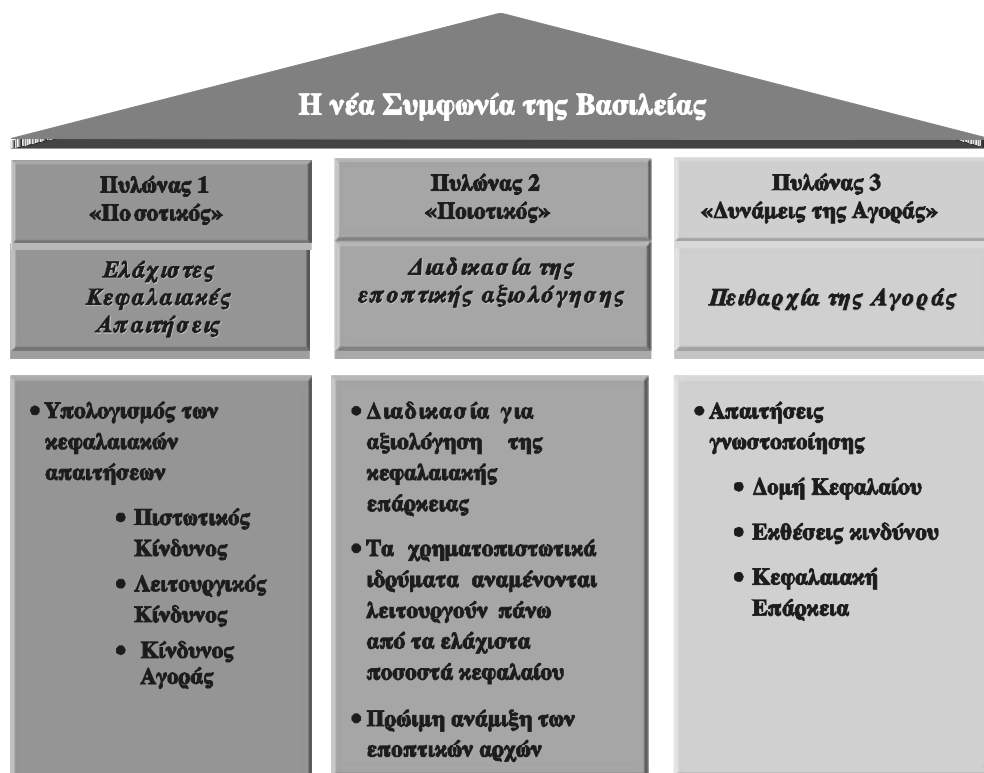 Η νέα Συμφωνία της Βασιλείας
Πυλώνας 1
«Ποσοτικός»
Ελάχιστες
Κεφαλαιακές
Απαιτήσεις
• Υπολογισμός των
κεφαλαιακών
απαιτήσεων
• Πιστωτικός
Κίνδυνος
• Λειτουργικός
Κίνδυνος
• Κίνδυνος
Αγοράς
Πυλώνας 2
«Ποιοτικός»
Διαδικασία της
εποπτικής αξιολόγησης
• Διαδικασία για
αξιολόγηση της
κεφαλαιακής
επάρκειας
• Τα χρηματοπιστωτικά
ιδρύματα αναμένονται
λειτουργούν πάνω
από τα ελάχιστα
ποσοστά κεφαλαίου
• Πρώιμη ανάμιξη των
εποπτικών αρχών
Πυλώνας 3
«Δυνάμεις της Αγοράς»
Πειθαρχία της Αγοράς
• Απαιτήσεις
γνωστοποίησης
• Δομή Κεφαλαίου
• Εκθέσεις κινδύνου
• Κεφαλαιακή
Επάρκεια